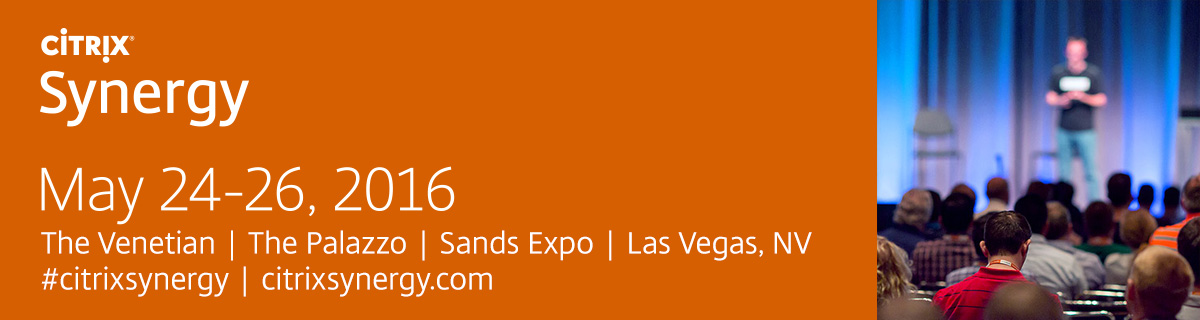 CiTRiX®
Synergy
May 24-26, 2016
The Venetian | The Palazzo | Sands Expo | Las Vegas, NV
#citrixsynergy | citrixsynergy.com